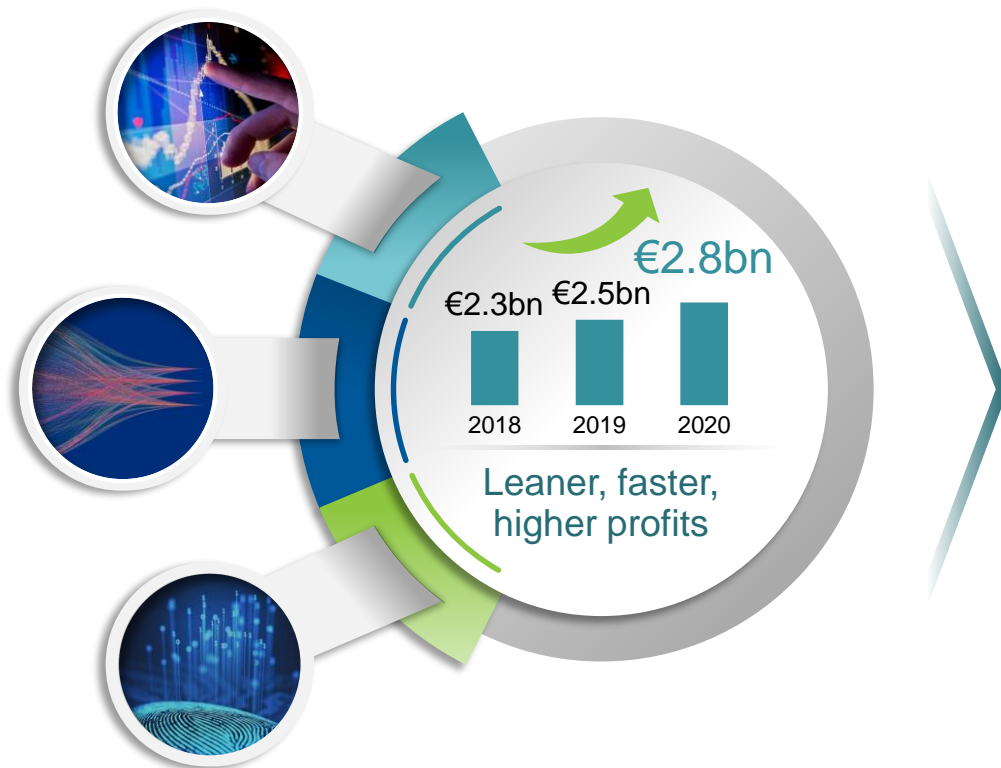 €2.8bn
€2.3bn €2.5bn
2018 2019 2020
Leaner, faster,
higher profits